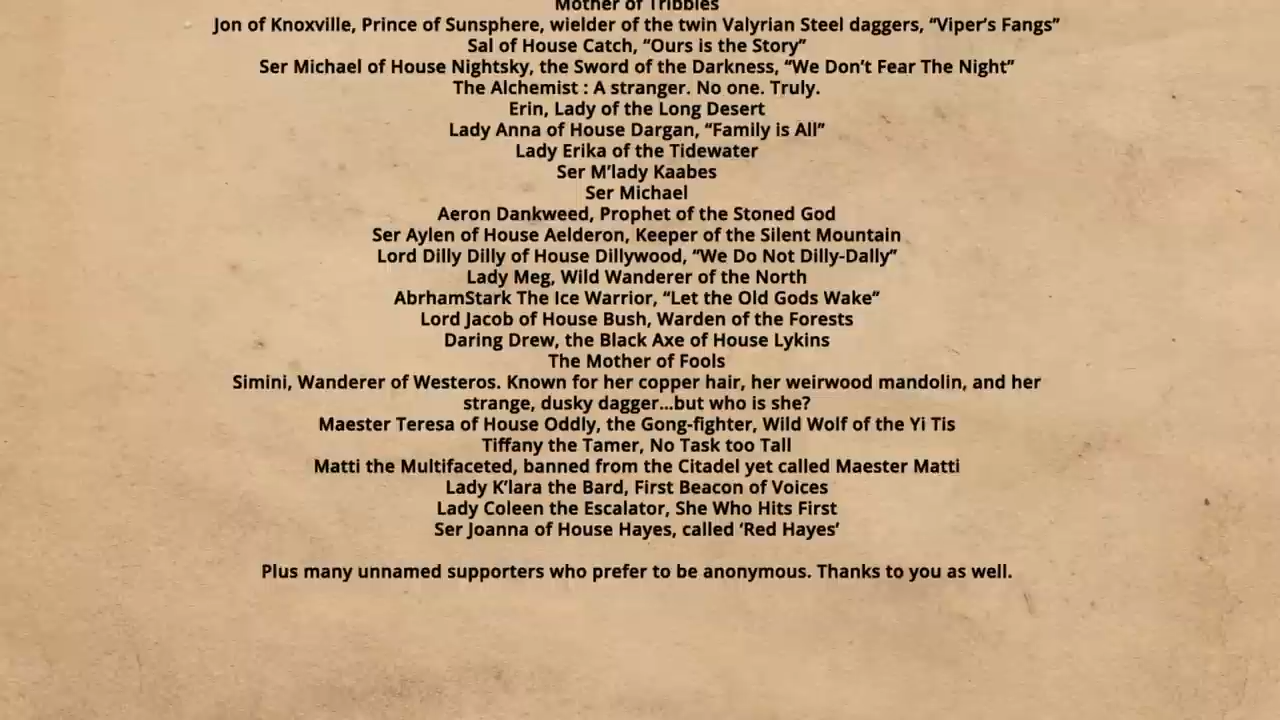 Mother of Tribbles
Jon of Knoxville, Prince of Sunsphere, wielder of the twin Valyrian Steel daggers, “Viper’s Fangs”
Sal of House Catch, “Ours is the Story”
Ser Michael of House Nightsky, the Sword of the Darkness, “We Don’t Fear The Night”
The Alchemist : A stranger. No one. Truly.
Erin, Lady of the Long Desert
Lady Anna of House Dargan, “Family is All”
Lady Erika of the Tidewater
Ser M’lady Kaabes
Ser Michael
Aeron Dankweed, Prophet of the Stoned God
Ser Aylen of House Aelderon, Keeper of the Silent Mountain
Lord Dilly Dilly of House Dillywood, “We Do Not Dilly-Dally”
Lady Meg, Wild Wanderer of the North
AbrhamStark The Ice Warrior, “Let the Old Gods Wake”
Lord Jacob of House Bush, Warden of the Forests
Daring Drew, the Black Axe of House Lykins
The Mother of Fools
Simini, Wanderer of Westeros. Known for her copper hair, her weirwood mandolin, and her
strange, dusky dagger...but who is she?
Maester Teresa of House Oddly, the Gong-fighter, Wild Wolf of the Yi Tis
Tiffany the Tamer, No Task too Tall
Matti the Multifaceted, banned from the Citadel yet called Maester Matti
Lady K’lara the Bard, First Beacon of Voices
Lady Coleen the Escalator, She Who Hits First
Ser Joanna of House Hayes, called ‘Red Hayes’
Plus many unnamed supporters who prefer to be anonymous. Thanks to you as well.